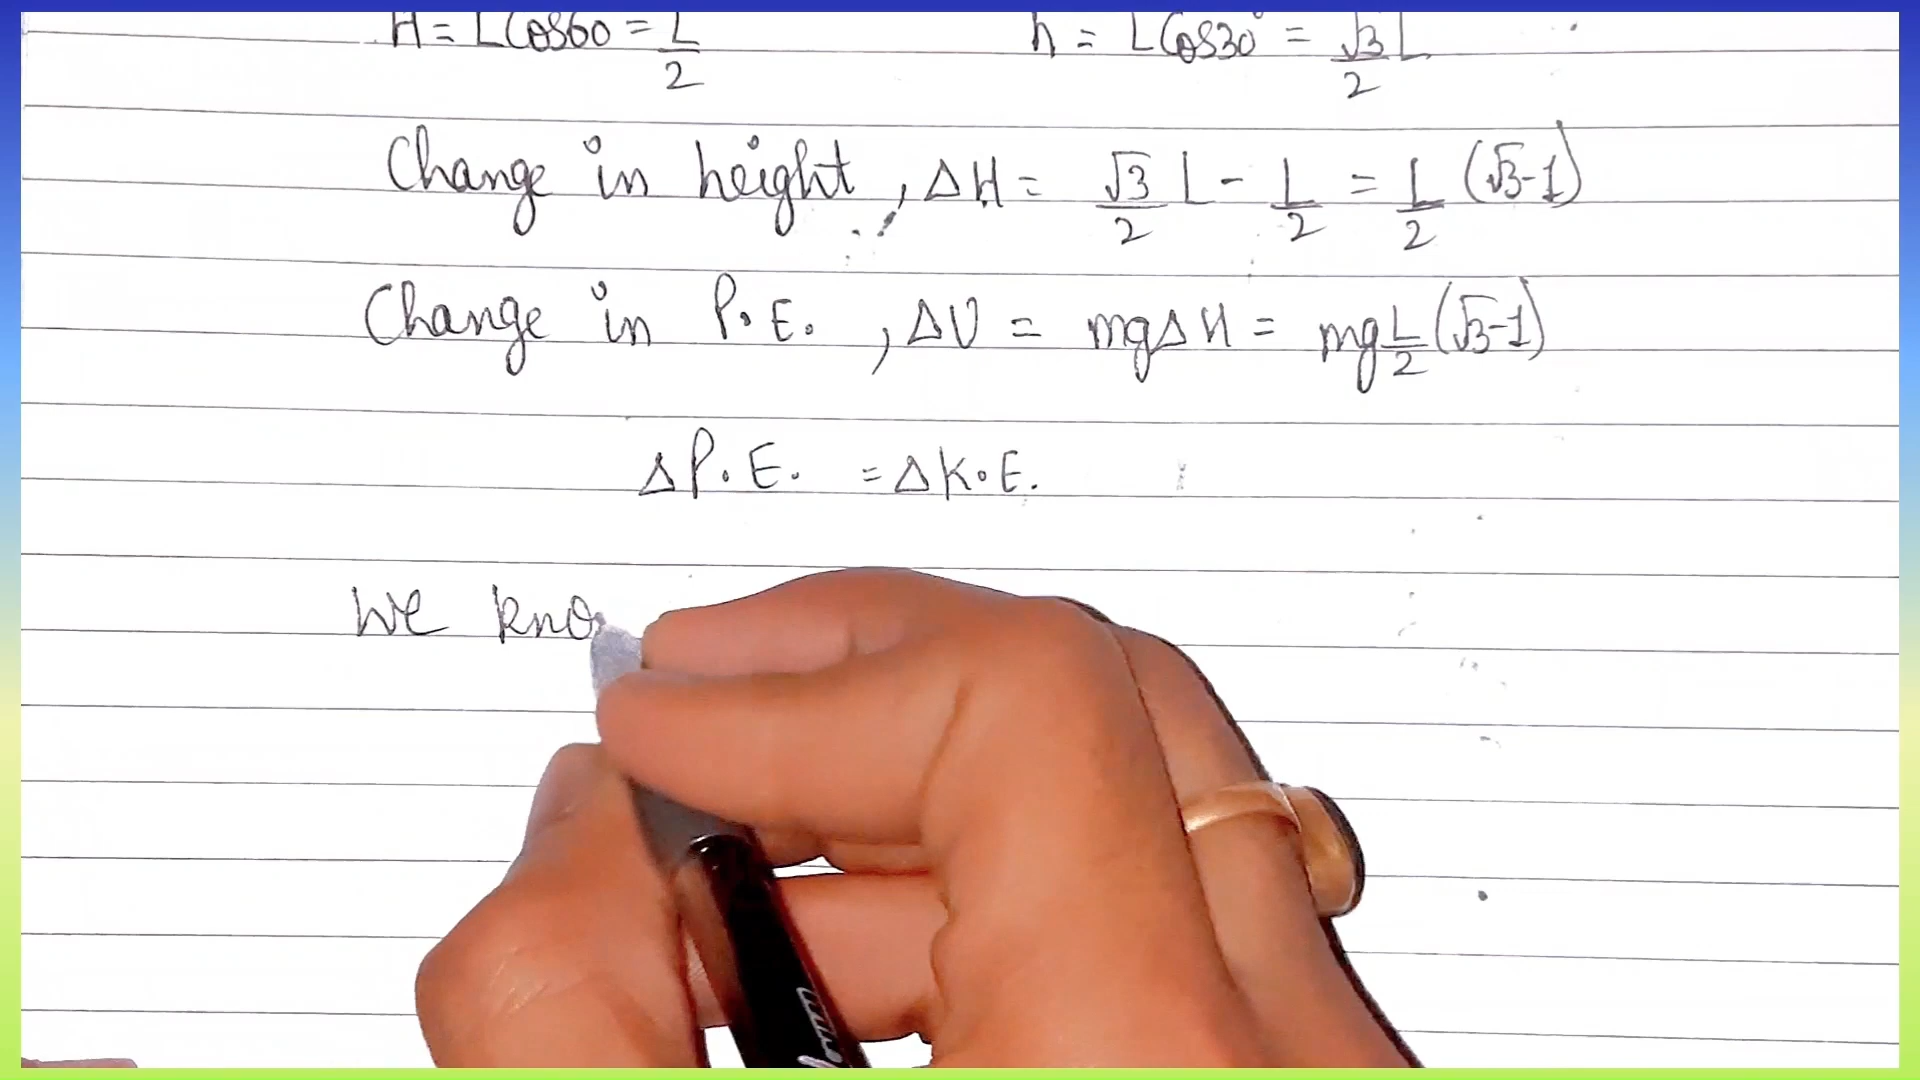 H = L Cos60 = L/2 h = L Cos30° = √3/2 L
Change in height, ΔH = √3/2 L - L/2 = L/2 (√3-1)
Change in P.E., ΔU = mgΔH = mg L/2 (√3-1)
ΔP.E. = ΔK.E.
We kno